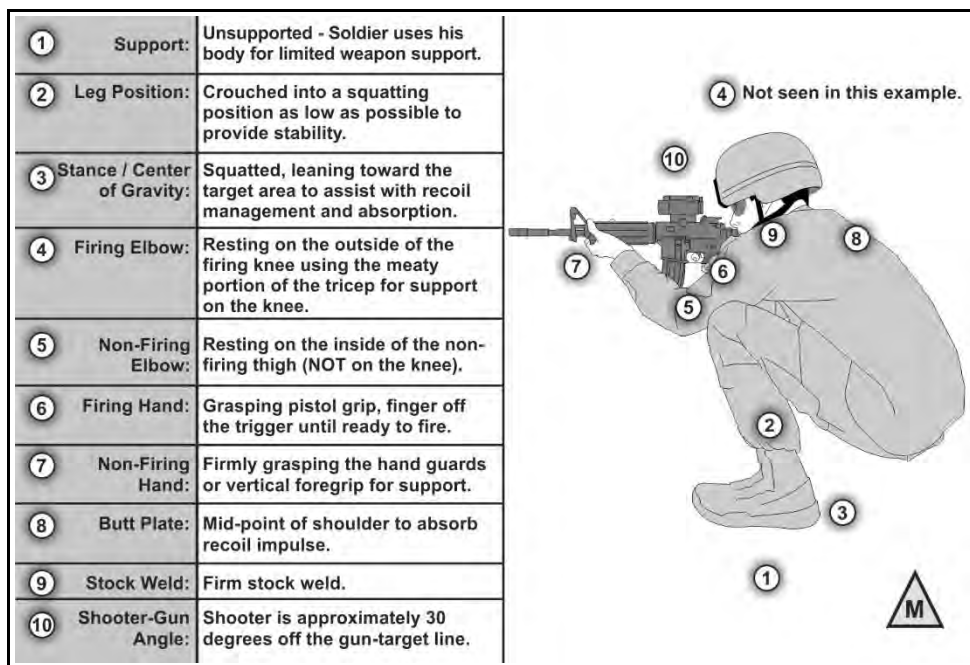 1 Support: Unsupported - Soldier uses his
body for limited weapon support.
2 Leg Position: Crouched into a squatting
position as low as possible to
provide stability.
3 Stance / Center
of Gravity:
Squatted, leaning toward the
target area to assist with recoil
management and absorption.
4 Firing Elbow: Resting on the outside of the
firing knee using the meaty
portion of the tricep for support
on the knee.
5 Non-Firing
Elbow:
Resting on the inside of the non-
firing thigh (NOT on the knee).
6 Firing Hand: Grasping pistol grip, finger off
the trigger until ready to fire.
7 Non-Firing
Hand:
Firmly grasping the hand guards
or vertical foregrip for support.
8 Butt Plate: Mid-point of shoulder to absorb
recoil impulse.
9 Stock Weld: Firm stock weld.
10 Shooter-Gun
Angle:
Shooter is approximately 30
degrees off the gun-target line.
4 Not seen in this example.
10
9
8
7
6
5
2
3
1
M